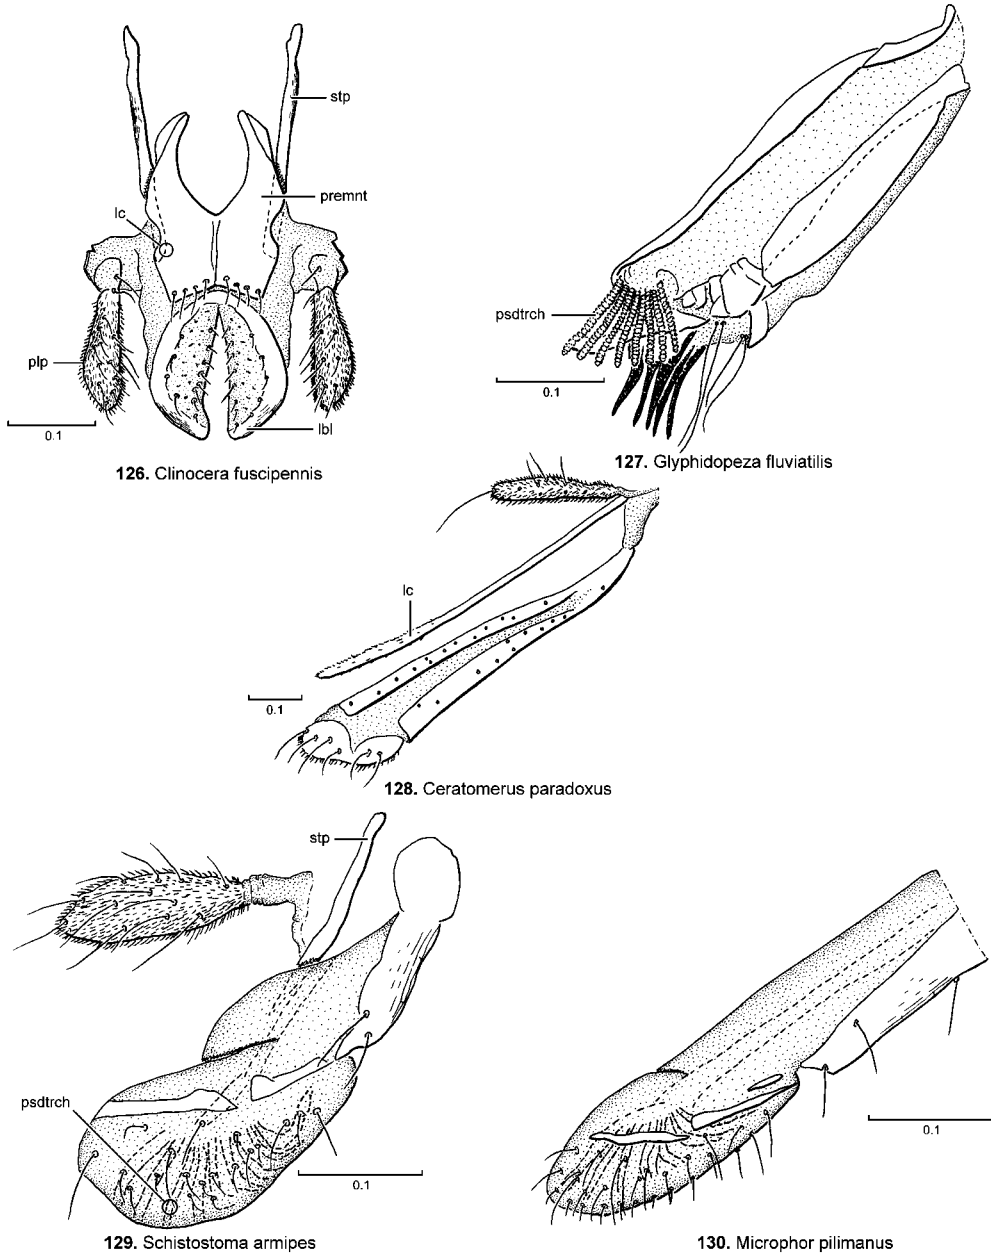 stp
premnt
lc
plp
lbl
0.1
126. Clinocera fuscipennis
psdtrch
0.1
127. Glyphidopeza fluviatilis
lc
0.1
128. Ceratomerus paradoxus
stp
psdtrch
0.1
129. Schistostoma armipes
0.1
130. Microphor pilimanus